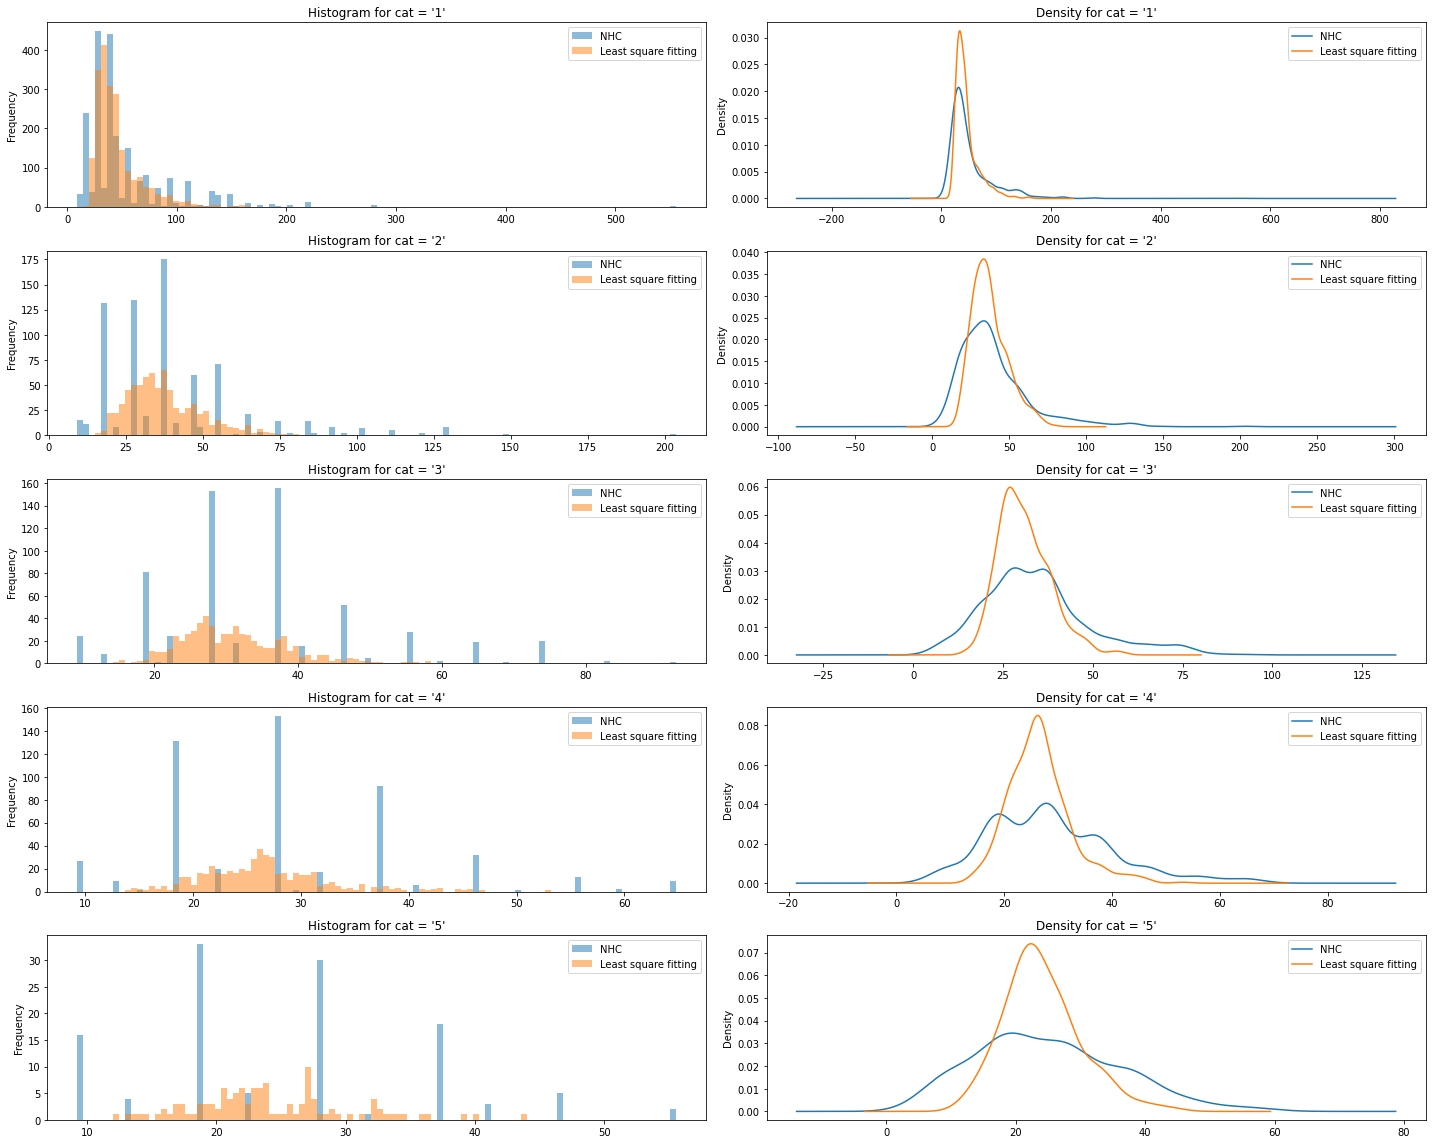 Histogram for cat = '1'
NHC
Least square fitting
Frequency
400
300
200
100
0
0 100 200 300 400 500
Density for cat = '1'
NHC
Least square fitting
Density
0.030
0.025
0.020
0.015
0.010
0.005
0.000
−200 0 200 400 600 800
Histogram for cat = '2'
NHC
Least square fitting
Frequency
175
150
125
100
75
50
25
0
0 25 50 75 100 125 150 175 200
Density for cat = '2'
NHC
Least square fitting
Density
0.040
0.035
0.030
0.025
0.020
0.015
0.010
0.005
0.000
−100 −50 0 50 100 150 200 250 300
Histogram for cat = '3'
NHC
Least square fitting
Frequency
160
140
120
100
80
60
40
20
0
20 40 60 80
Density for cat = '3'
NHC
Least square fitting
Density
0.06
0.05
0.04
0.03
0.02
0.01
0.00
−25 0 25 50 75 100 125
Histogram for cat = '4'
NHC
Least square fitting
Frequency
160
140
120
100
80
60
40
20
0
10 20 30 40 50 60
Density for cat = '4'
NHC
Least square fitting
Density
0.08
0.06
0.04
0.02
0.00
−20 0 20 40 60 80
Histogram for cat = '5'
NHC
Least square fitting
Frequency
30
25
20
15
10
5
0
10 20 30 40 50
Density for cat = '5'
NHC
Least square fitting
Density
0.07
0.06
0.05
0.04
0.03
0.02
0.01
0.00
0 20 40 60 80